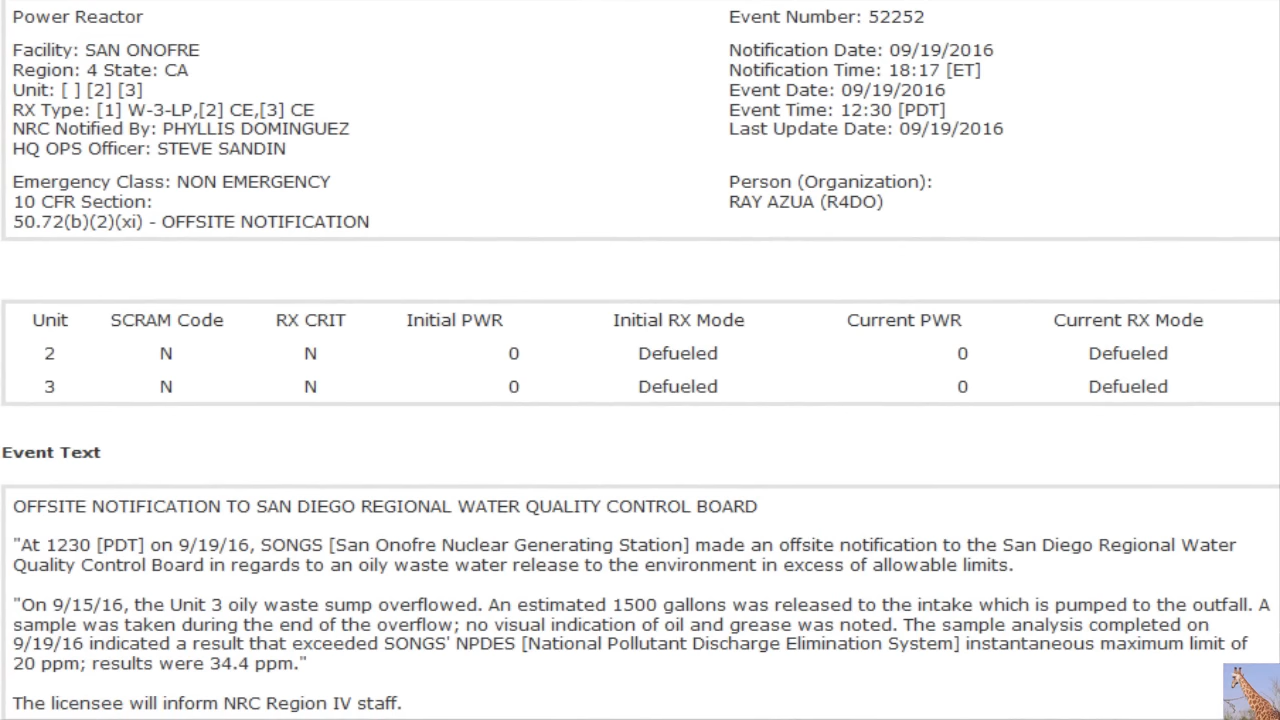 Power Reactor
Event Number: 52252
Facility: SAN ONOFRE
Region: 4 State: CA
Unit: [ ] [2] [3]
RX Type: [1] W-3-LP,[2] CE,[3] CE
NRC Notified By: PHYLLIS DOMINGUEZ
HQ OPS Officer: STEVE SANDIN
Notification Date: 09/19/2016
Notification Time: 18:17 [ET]
Event Date: 09/19/2016
Event Time: 12:30 [PDT]
Last Update Date: 09/19/2016
Emergency Class: NON EMERGENCY
10 CFR Section:
50.72(b)(2)(xi) - OFFSITE NOTIFICATION
Person (Organization):
RAY AZUA (R4DO)
Unit SCRAM Code RX CRIT Initial PWR Initial RX Mode Current PWR Current RX Mode
2 N N 0 Defueled 0 Defueled
3 N N 0 Defueled 0 Defueled
Event Text
OFFSITE NOTIFICATION TO SAN DIEGO REGIONAL WATER QUALITY CONTROL BOARD
"At 1230 [PDT] on 9/19/16, SONGS [San Onofre Nuclear Generating Station] made an offsite notification to the San Diego Regional Water
Quality Control Board in regards to an oily waste water release to the environment in excess of allowable limits.
"On 9/15/16, the Unit 3 oily waste sump overflowed. An estimated 1500 gallons was released to the intake which is pumped to the outfall. A
sample was taken during the end of the overflow; no visual indication of oil and grease was noted. The sample analysis completed on
9/19/16 indicated a result that exceeded SONGS' NPDES [National Pollutant Discharge Elimination System] instantaneous maximum limit of
20 ppm; results were 34.4 ppm."
The licensee will inform NRC Region IV staff.